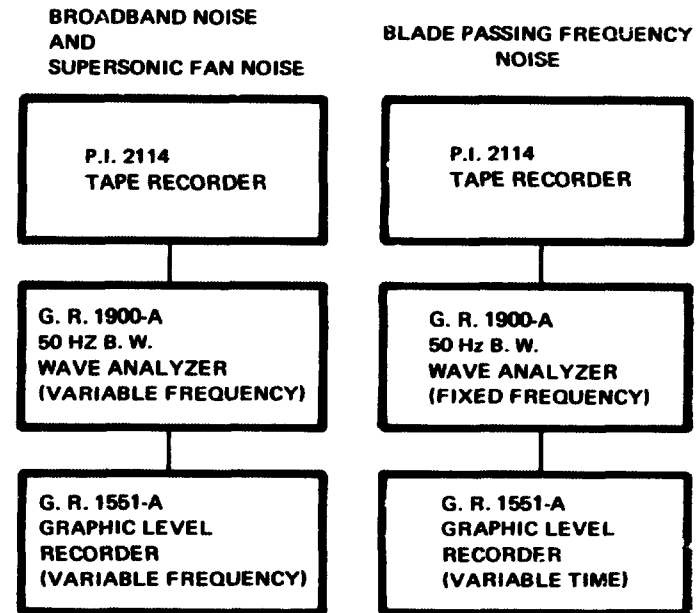 BROADBAND NOISE
AND
SUPERSONIC FAN NOISE
P.I. 2114
TAPE RECORDER
G. R. 1900-A
50 HZ B. W.
WAVE ANALYZER
(VARIABLE FREQUENCY)
G. R. 1551-A
GRAPHIC LEVEL
RECORDER
(VARIABLE FREQUENCY)
BLADE PASSING FREQUENCY
NOISE
P.I. 2114
TAPE RECORDER
G. R. 1900-A
50 Hz B. W.
WAVE ANALYZER
(FIXED FREQUENCY)
G. R. 1551-A
GRAPHIC LEVEL
RECORDER
(VARIABLE TIME)